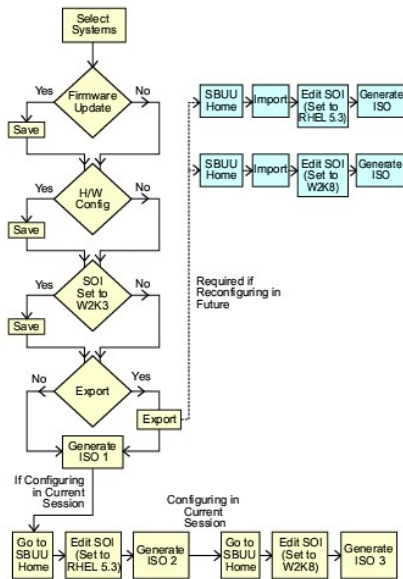 Select
Systems
Firmware
Update
Yes
No
Save
H/W
Config
Yes
No
Save
SOI
Set to
W2K3
Yes
No
Save
Export
No
Yes
Export
Generate
ISO 1
SBUU
Home
Import
Edit SOI
(Set to
RHEL 5.3)
Generate
ISO
SBUU
Home
Import
Edit SOI
(Set to
W2K8)
Generate
ISO
Required if
Reconfiguring in
Future
If Configuring
in Current
Session
Configuring in
Current
Session
Go to
SBUU
Home
Edit SOI
(Set to
RHEL 5.3)
Generate
ISO 2
Go to
SBUU
Home
Edit SOI
(Set to
W2K8)
Generate
ISO 3